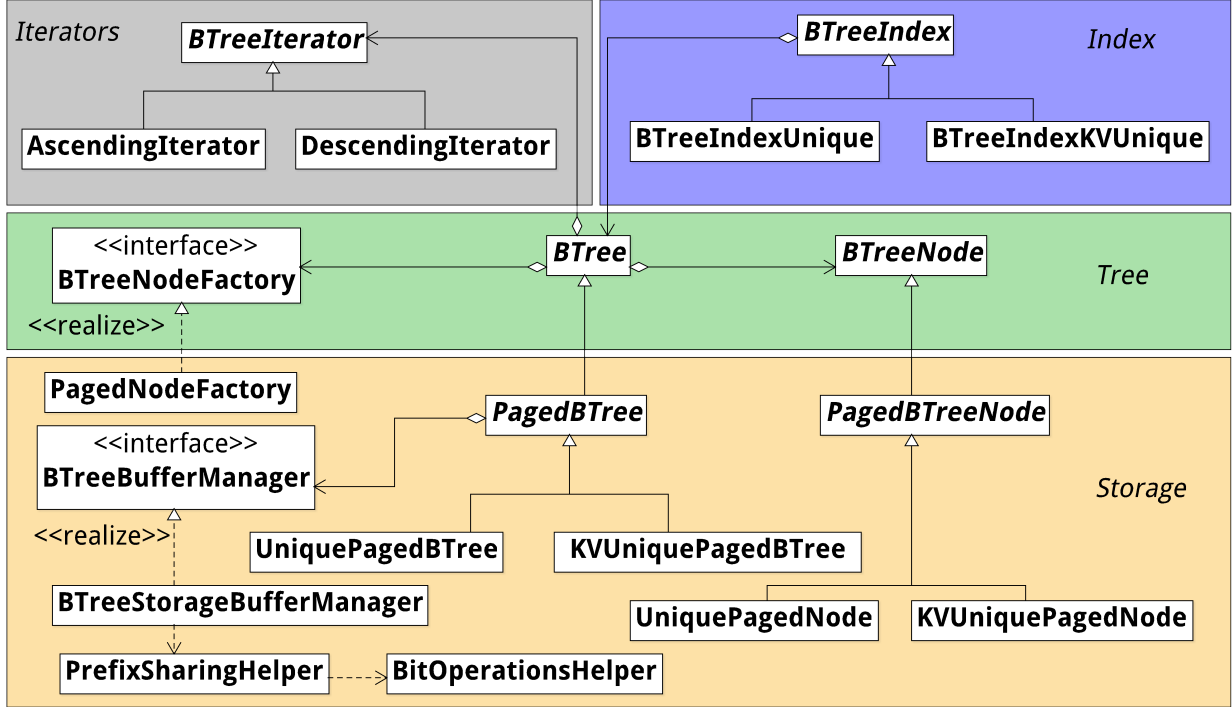 Iterators
BTreeIterator
AscendingIterator
DescendingIterator
BTreeIndex
Index
BTreeIndexUnique
BTreeIndexKVUnique
<<interface>>
BTreeNodeFactory
<<realize>>
BTree
BTreeNode
Tree
PagedNodeFactory
<<interface>>
BTreeBufferManager
<<realize>>
PagedBTree
PagedBTreeNode
Storage
UniquePagedBTree
KVUniquePagedBTree
BTreeStorageBufferManager
UniquePagedNode
KVUniquePagedNode
PrefixSharingHelper
BitOperationsHelper